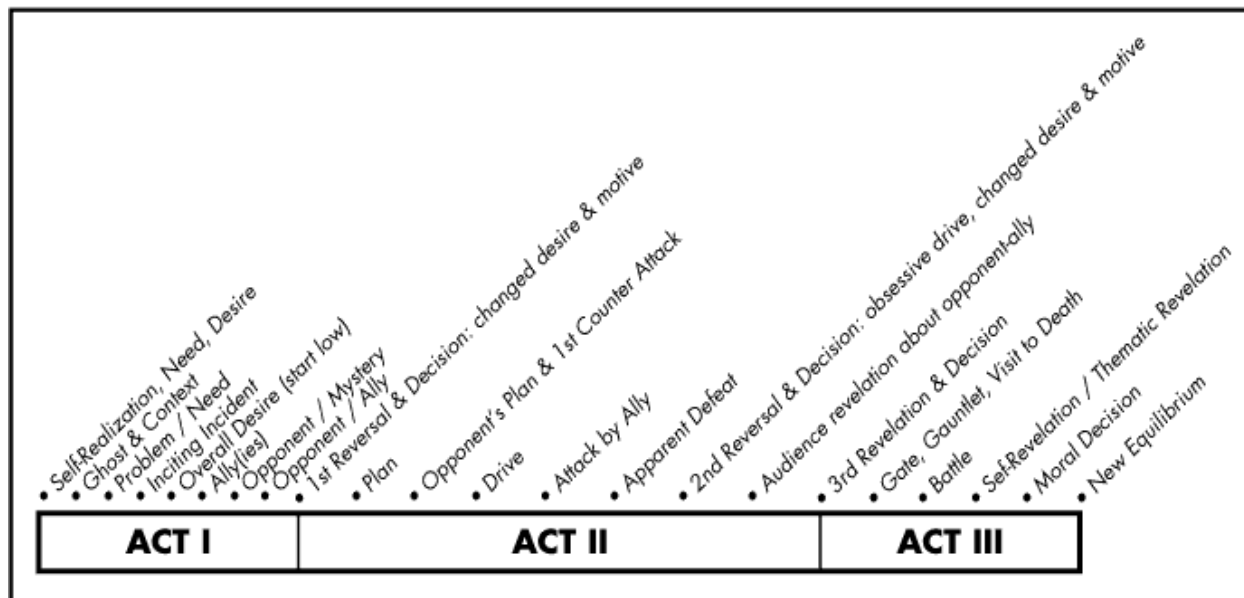 Self-Realization, Need, Desire
Ghost & Context
Problem / Need
Inciting Incident
Overall Desire (start low)
Ally(ies)
Opponent / Mystery
Opponent / Ally
1st Reversal & Decision: changed desire & motive
Plan
Opponent's Plan & 1st Counter Attack
Drive
Attack by Ally
Apparent Defeat
2nd Reversal & Decision: obsessive drive, changed desire & motive
Audience revelation about opponent-ally
3rd Revelation & Decision
Gate, Gauntlet, Visit to Death
Battle
Sef-Revelation / Thematic Revelation
Moral Decision
New Equilibrium
ACT I
ACT II
ACT III